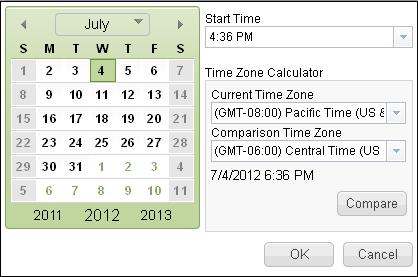 July
S M T W T F S
1 2 3 4 5 6 7
8 9 10 11 12 13 14
15 16 17 18 19 20 21
22 23 24 25 26 27 28
29 30 31 1 2 3 4
5 6 7 8 9 10 11
2011 2012 2013
Start Time
4:36 PM
Time Zone Calculator
Current Time Zone
(GMT-08:00) Pacific Time (US &
Comparison Time Zone
(GMT-06:00) Central Time (US
7/4/2012 6:36 PM
Compare
OK Cancel